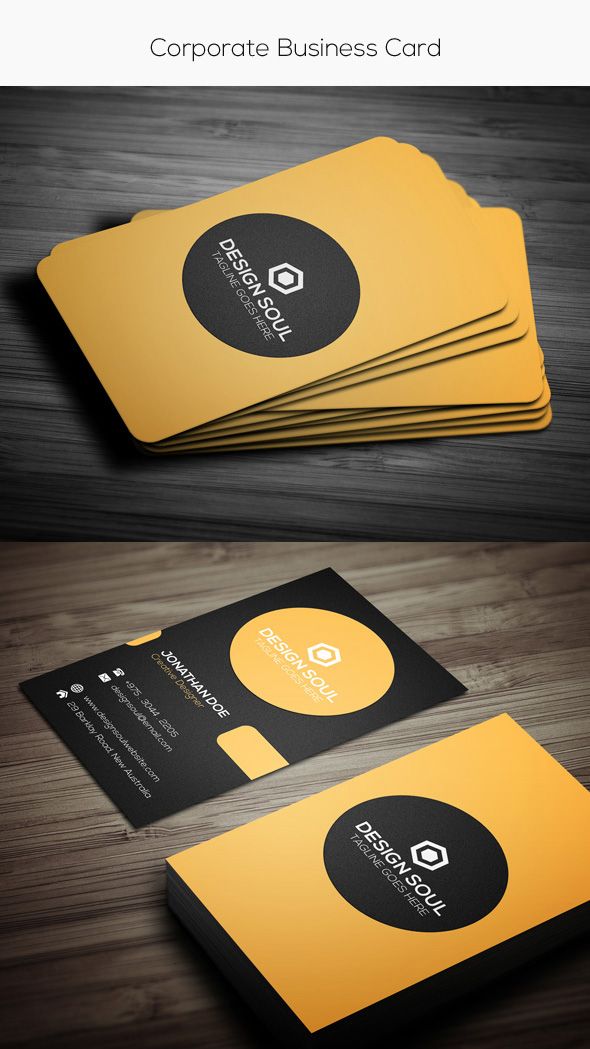 Corporate Business Card
DESIGN SOUL
TAGLINE GOES HERE
DESIGN SOUL
TAGLINE GOES HERE
JONATHAN DOE
Creative Designer
+975 3044 2205
designsoul@email.com
www.designsoulwebsite.com
29 Barklay Road, New Australia
DESIGN SOUL
TAGLINE GOES HERE